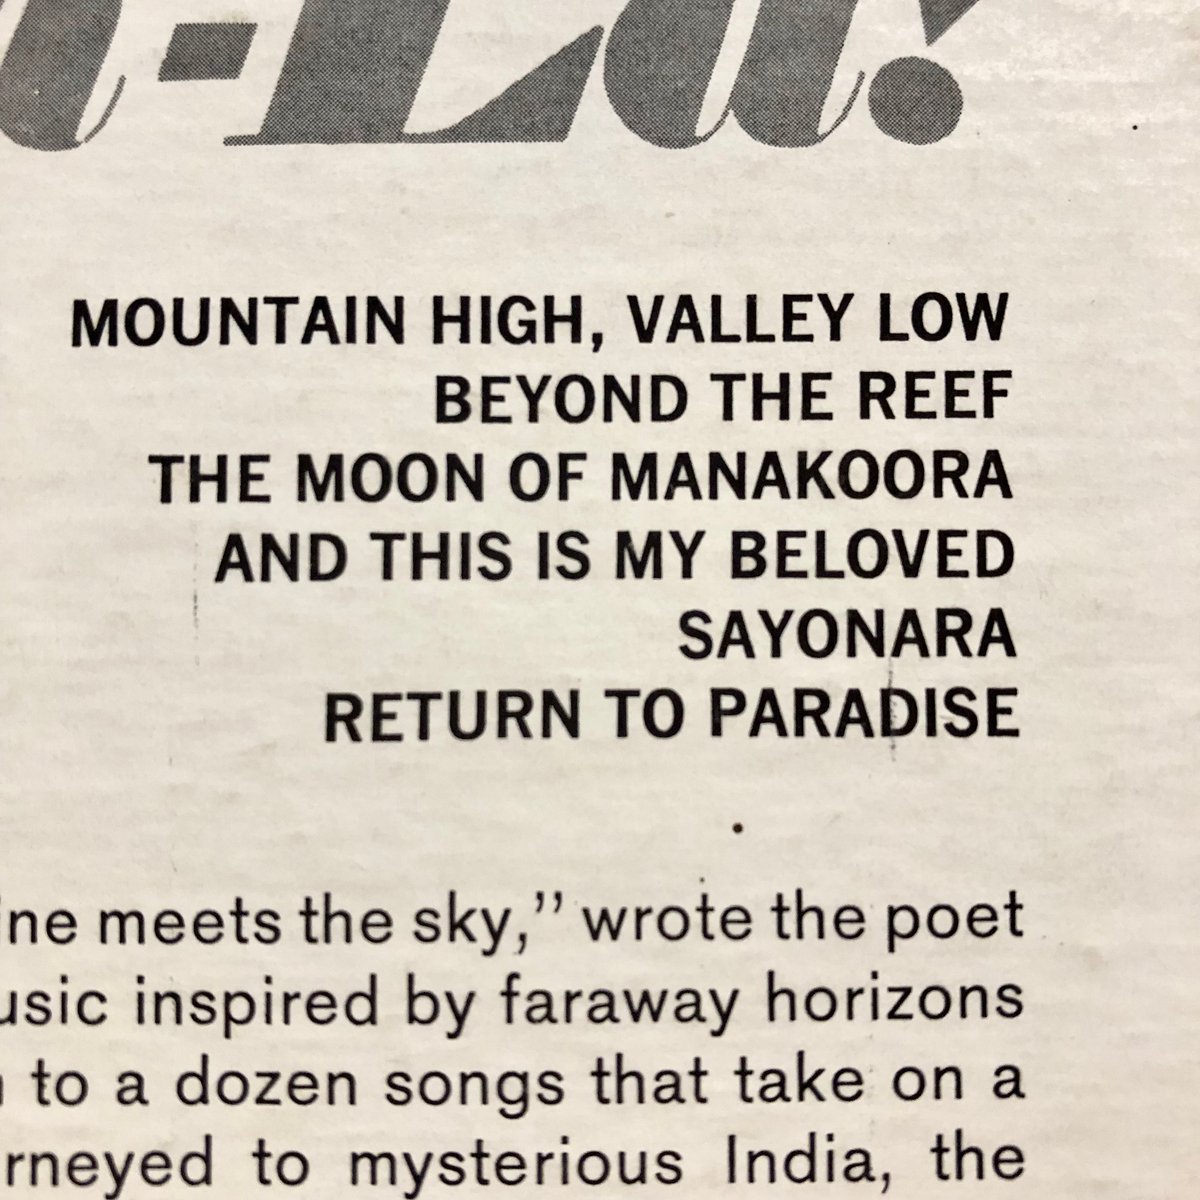 -La!
MOUNTAIN HIGH, VALLEY LOW
BEYOND THE REEF
THE MOON OF MANAKOORA
AND THIS IS MY BELOVED
SAYONARA
RETURN TO PARADISE
meets the sky,” wrote the poet
inspired by faraway horizons
to a dozen songs that take on a
to mysterious India, the